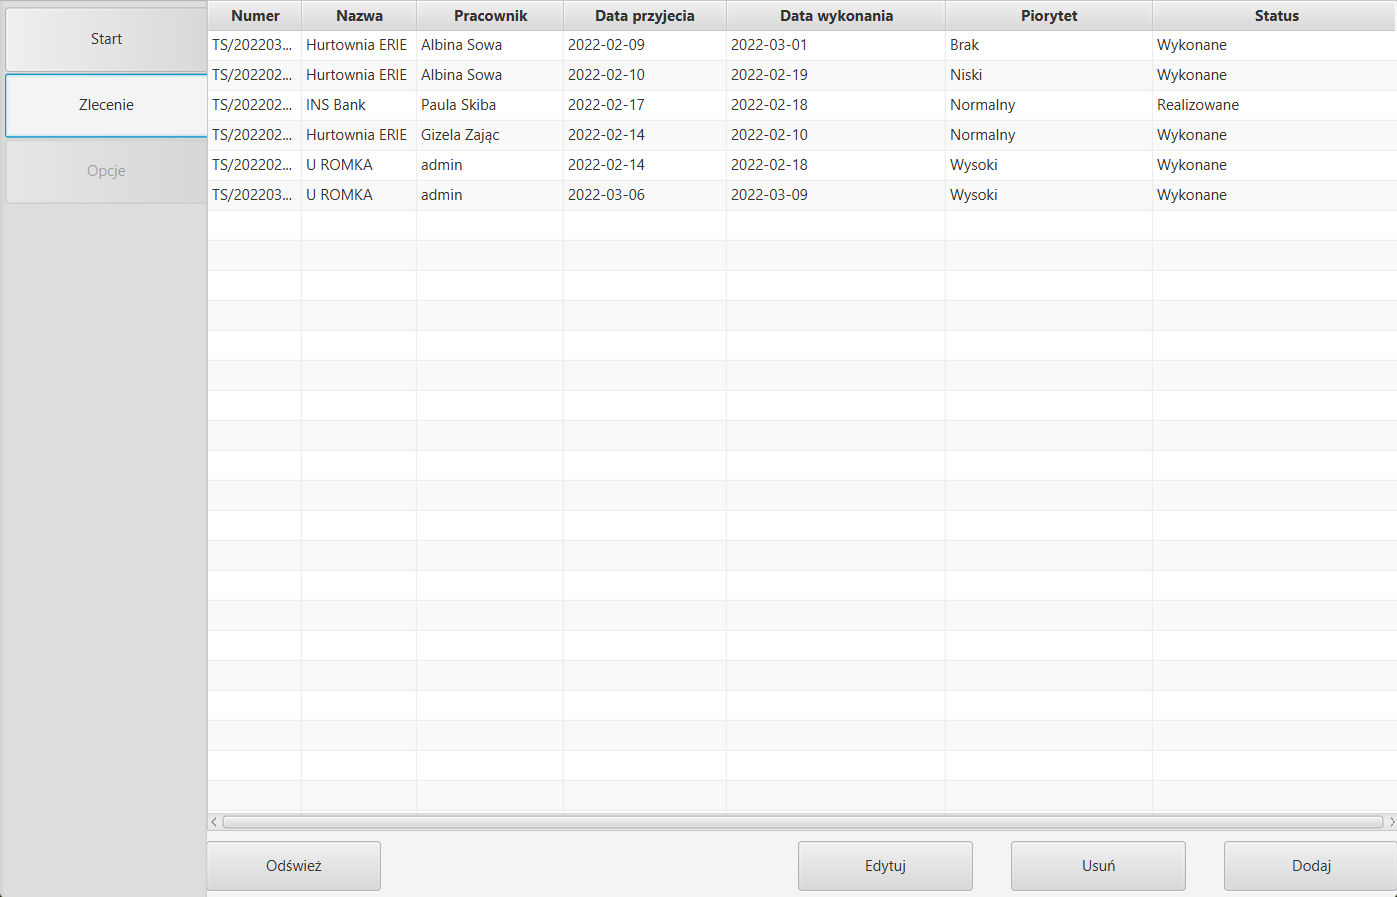 Start
Zlecenie
Opcje
Numer Nazwa Pracownik Data przyjecia Data wykonania Piorytet Status
TS/202203... Hurtownia ERIE Albina Sowa 2022-02-09 2022-03-01 Brak Wykonane
TS/202202... Hurtownia ERIE Albina Sowa 2022-02-10 2022-02-19 Niski Wykonane
TS/202202... INS Bank Paula Skiba 2022-02-17 2022-02-18 Normalny Realizowane
TS/202202... Hurtownia ERIE Gizela Zając 2022-02-14 2022-02-10 Normalny Wykonane
TS/202202... U ROMKA admin 2022-02-14 2022-02-18 Wysoki Wykonane
TS/202203... U ROMKA admin 2022-03-06 2022-03-09 Wysoki Wykonane
Odśwież Edytuj Usuń Dodaj